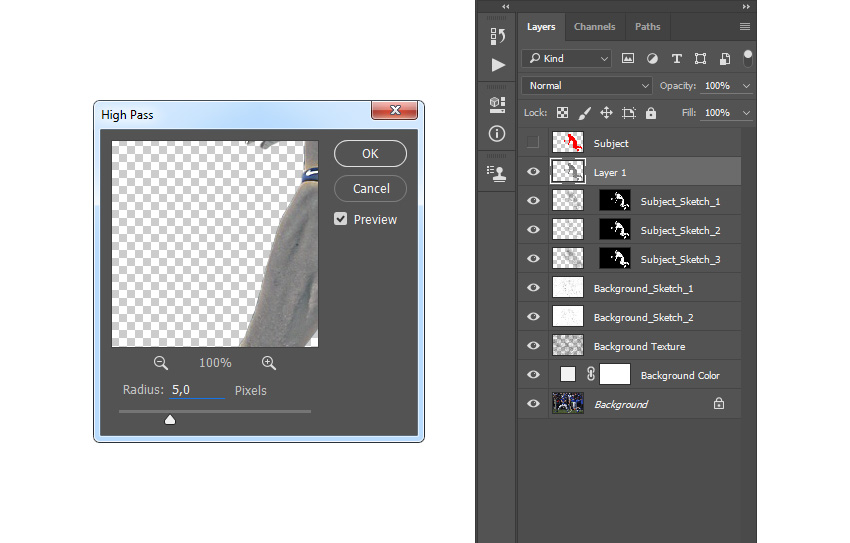 High Pass
OK
Cancel
Preview
100%
Radius: 5,0 Pixels
Layers Channels Paths
Kind
Normal Opacity: 100%
Lock: Fill: 100%
Subject
Layer 1
Subject_Sketch_1
Subject_Sketch_2
Subject_Sketch_3
Background_Sketch_1
Background_Sketch_2
Background Texture
Background Color
Background